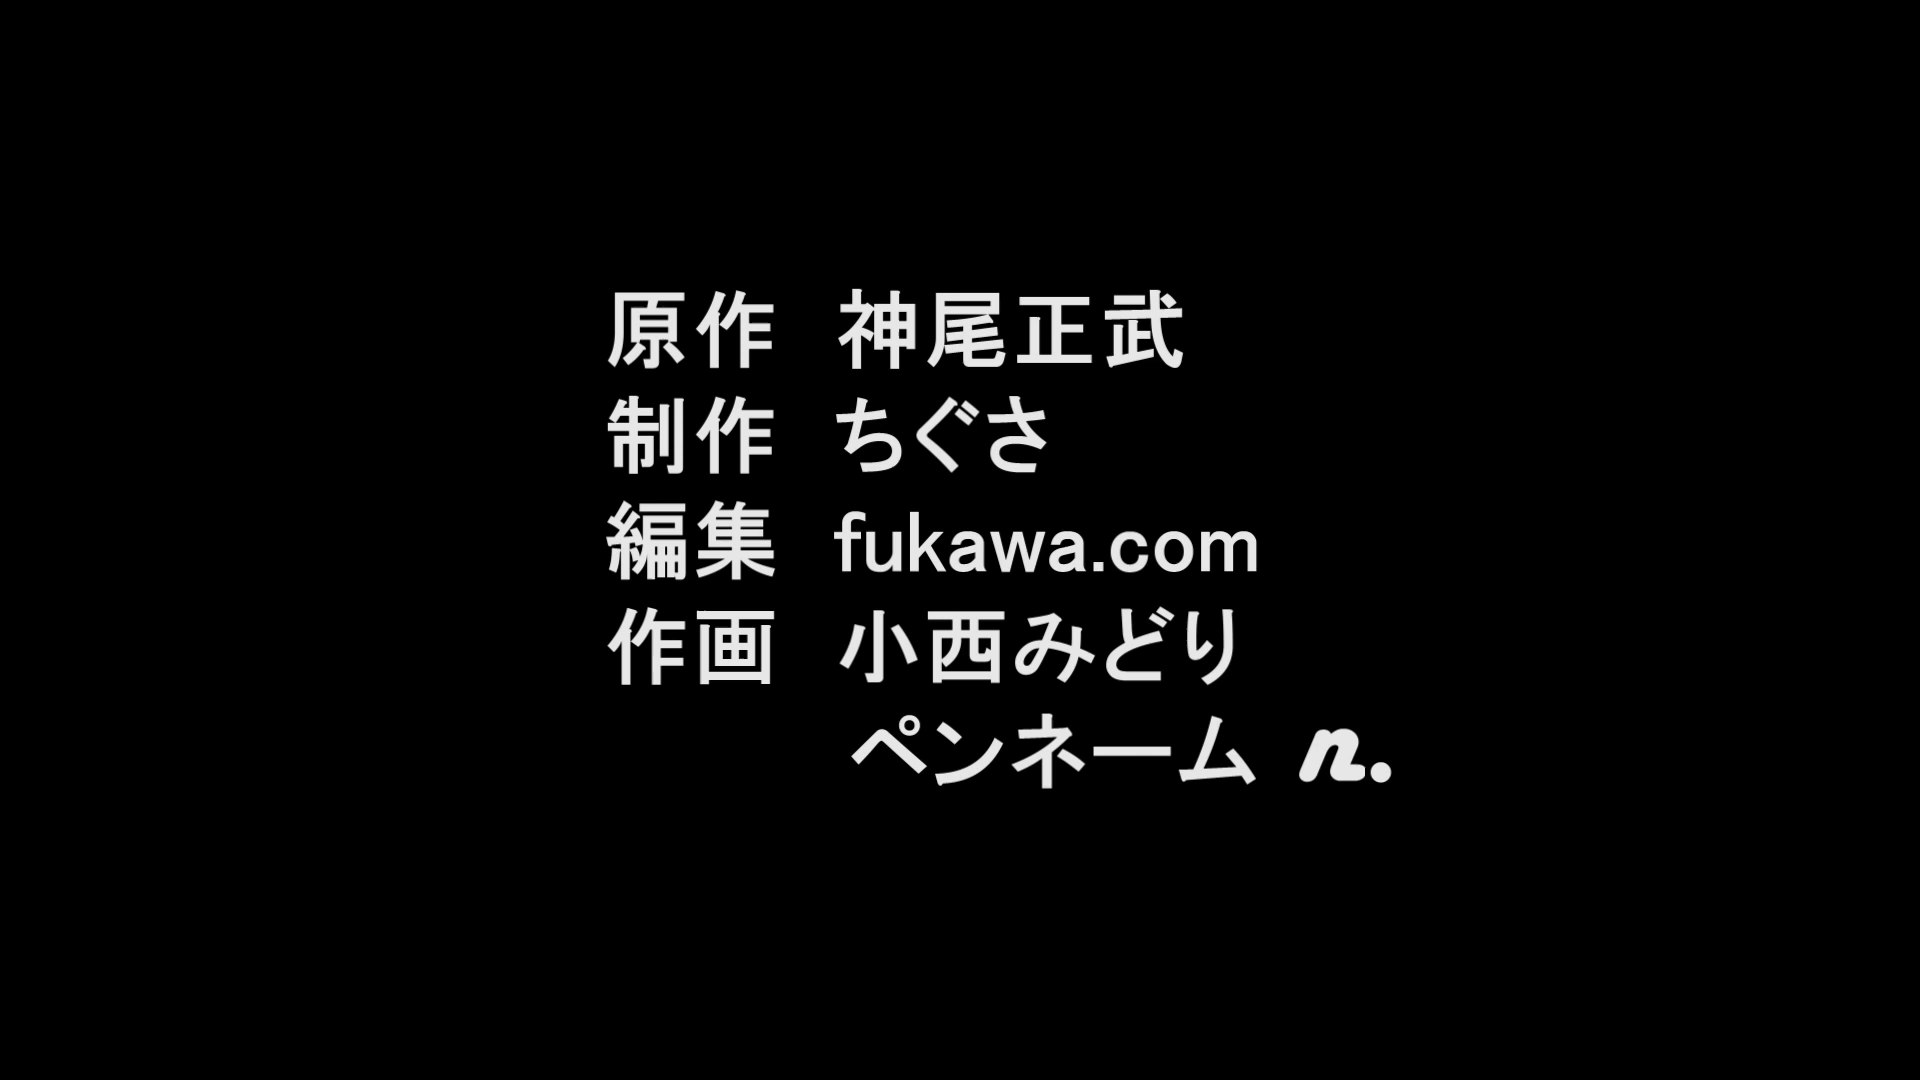 原作 神尾正武
制作 ちぐさ
編集 fukawa.com
作画 小西みどり
ペンネーム n.